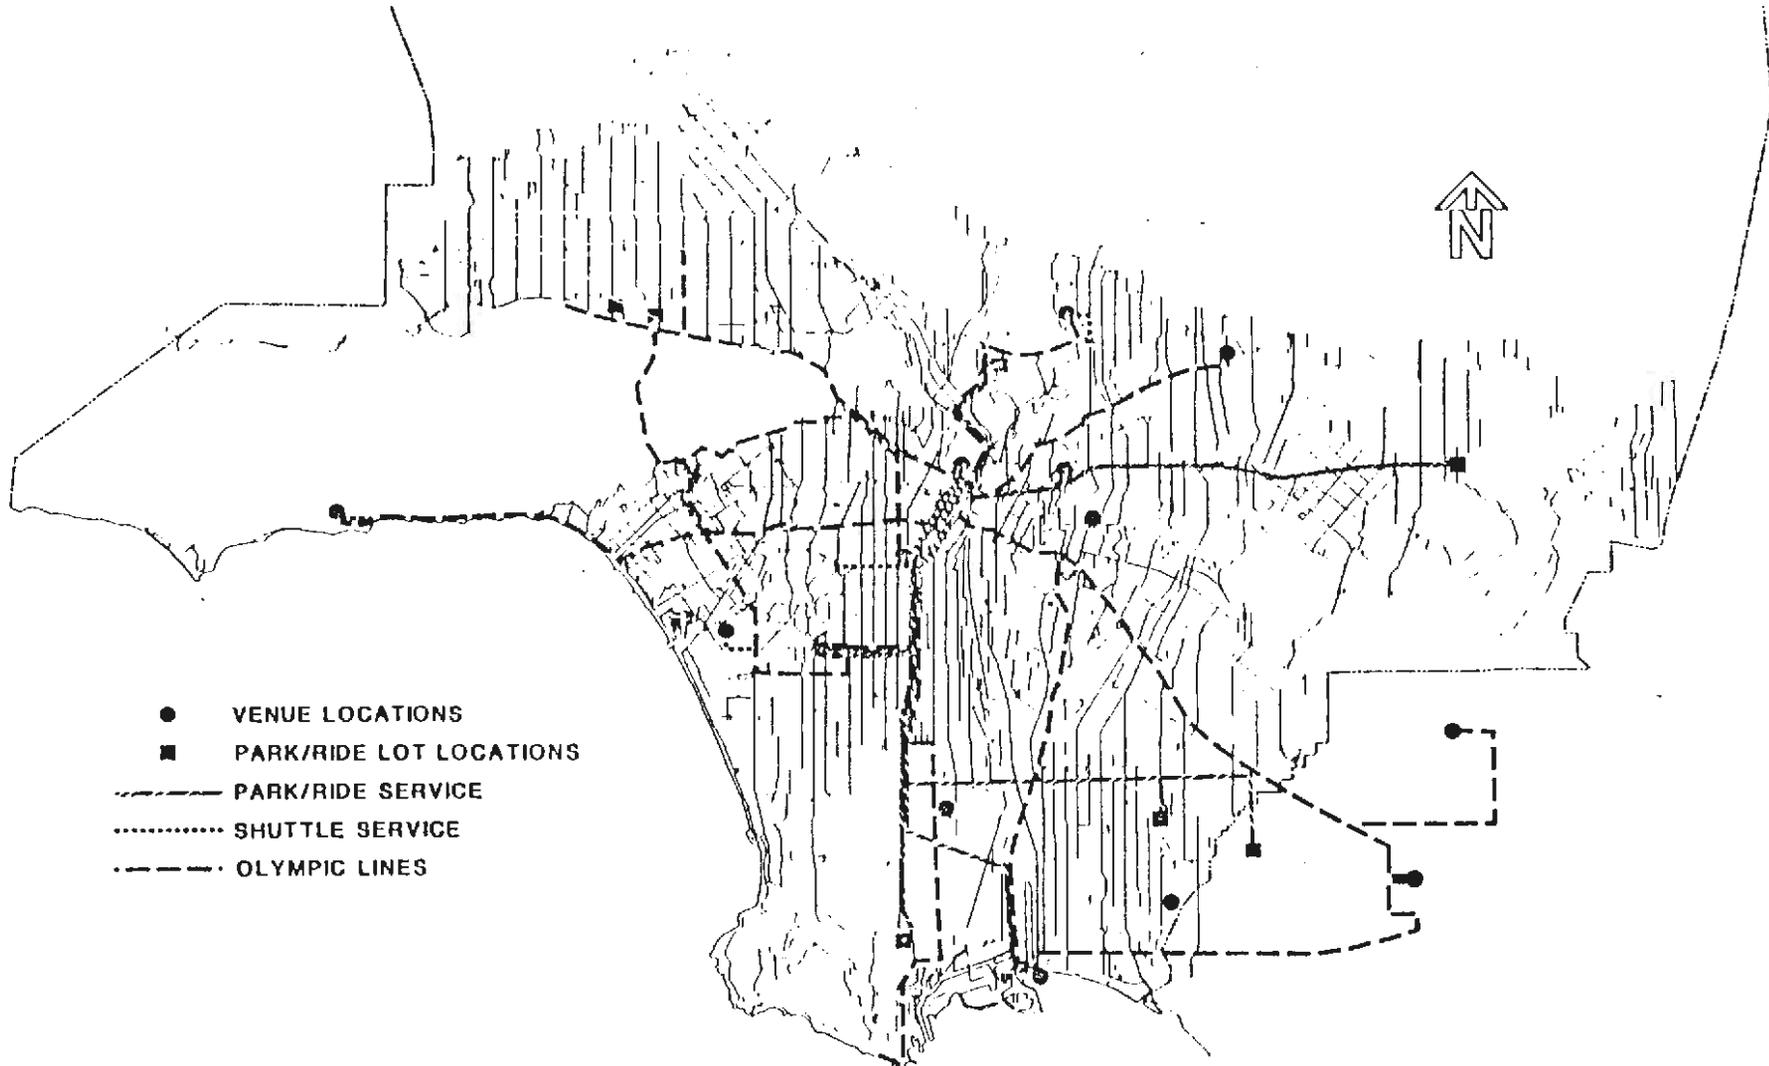 N
VENUE LOCATIONS
PARK/RIDE LOT LOCATIONS
PARK/RIDE SERVICE
SHUTTLE SERVICE
OLYMPIC LINES